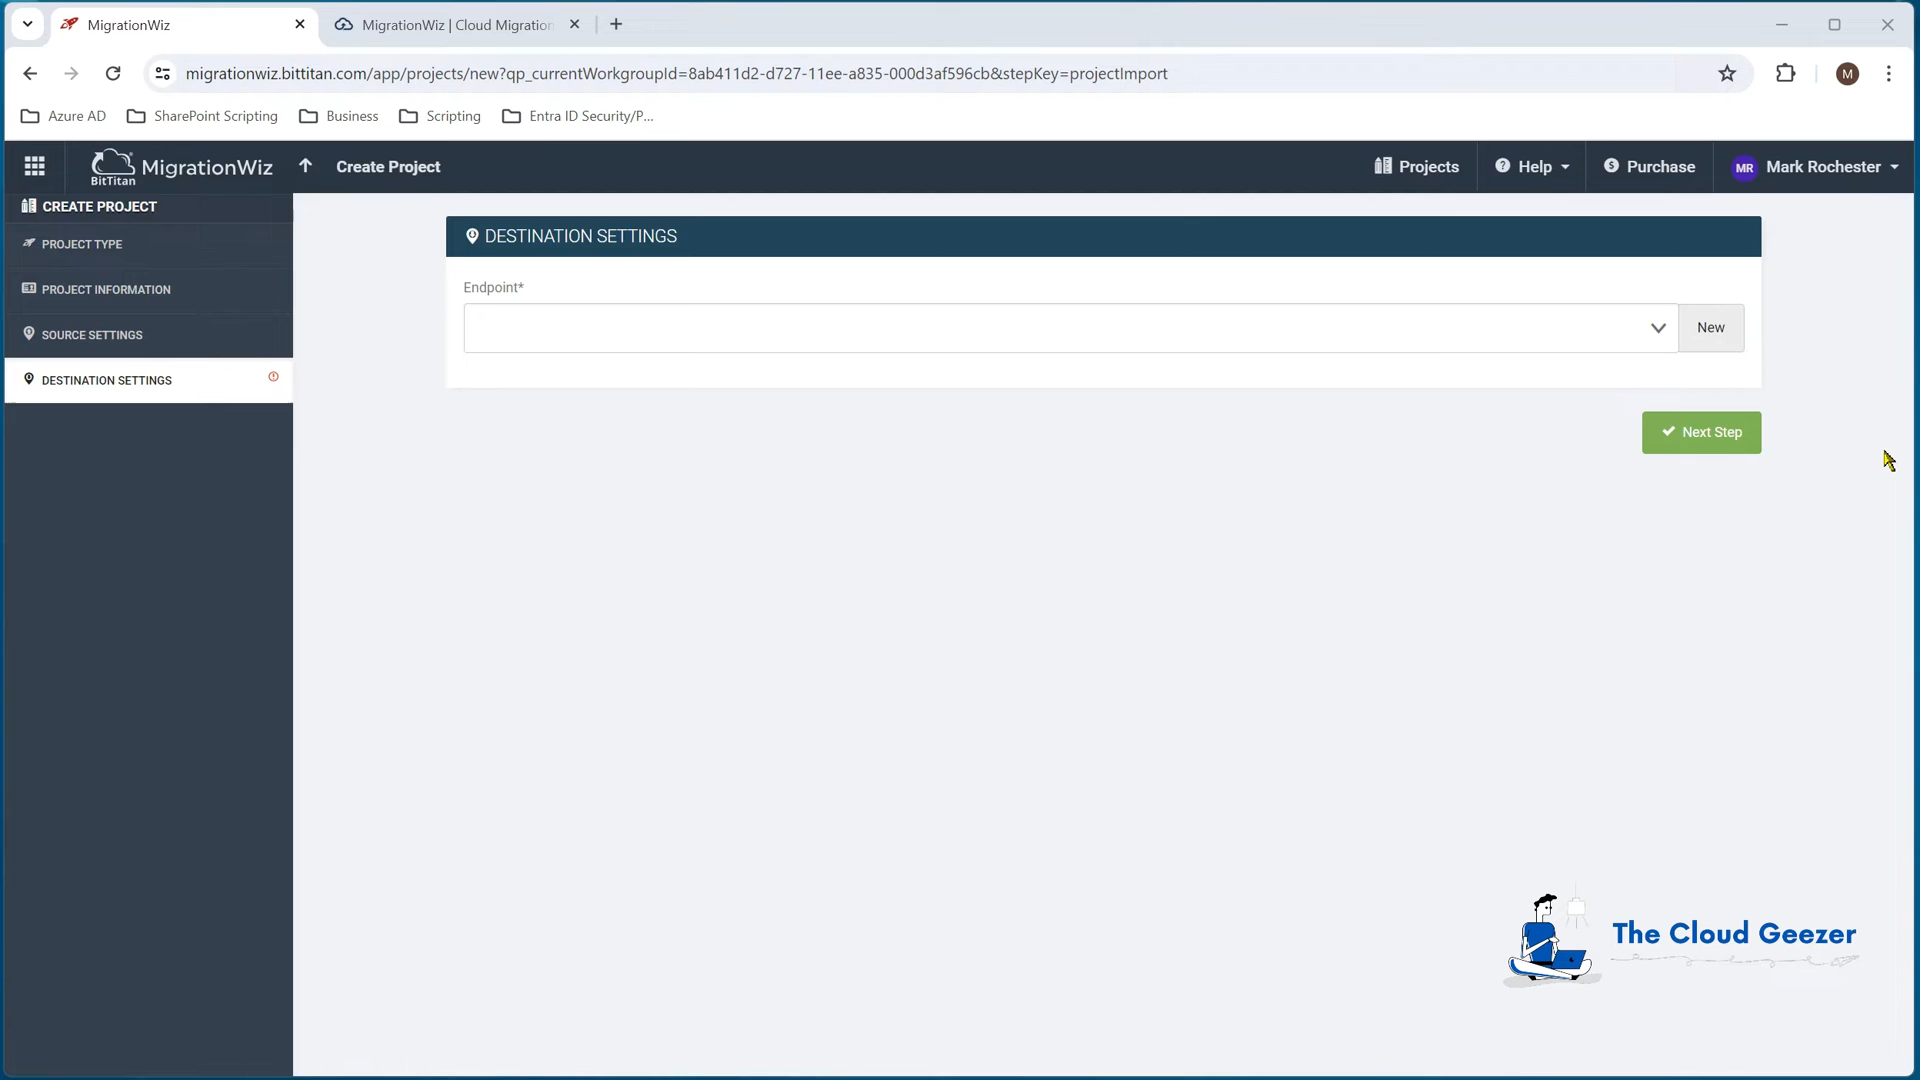 MigrationWiz
MigrationWiz | Cloud Migration
migrationwiz.bittitan.com/app/projects/new?qp_currentWorkgroupId=8ab411d2-d727-11ee-a835-000d3af596cb&stepKey=projectImport
M
Azure AD
SharePoint Scripting
Business
Scripting
Entra ID Security/P...
BitTitan
MigrationWiz
Create Project
Projects
Help
Purchase
MR
Mark Rochester
CREATE PROJECT
PROJECT TYPE
PROJECT INFORMATION
SOURCE SETTINGS
DESTINATION SETTINGS
DESTINATION SETTINGS
Endpoint*
New
Next Step
The Cloud Geezer